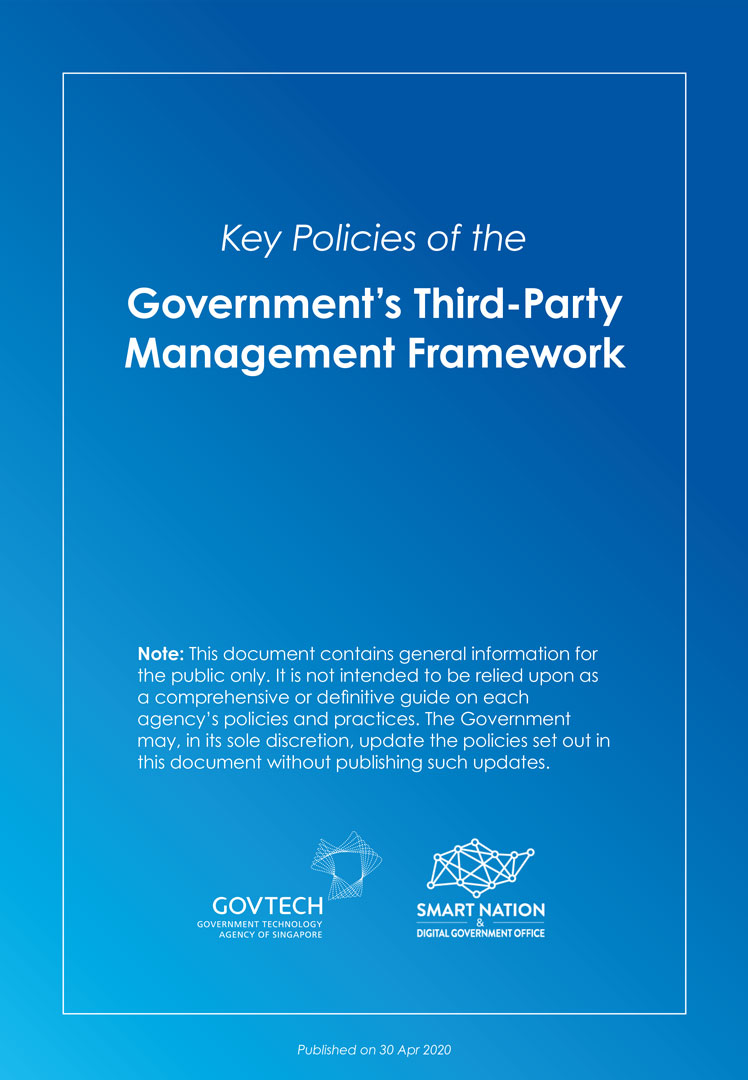 Key Policies of the
Government’s Third-Party
Management Framework
Note: This document contains general information for
the public only. It is not intended to be relied upon as
a comprehensive or definitive guide on each
agency’s policies and practices. The Government
may, in its sole discretion, update the policies set out in
this document without publishing such updates.
GOVTECH
GOVERNMENT TECHNOLOGY
AGENCY OF SINGAPORE
SMART NATION
&
DIGITAL GOVERNMENT OFFICE
Published on 30 Apr 2020